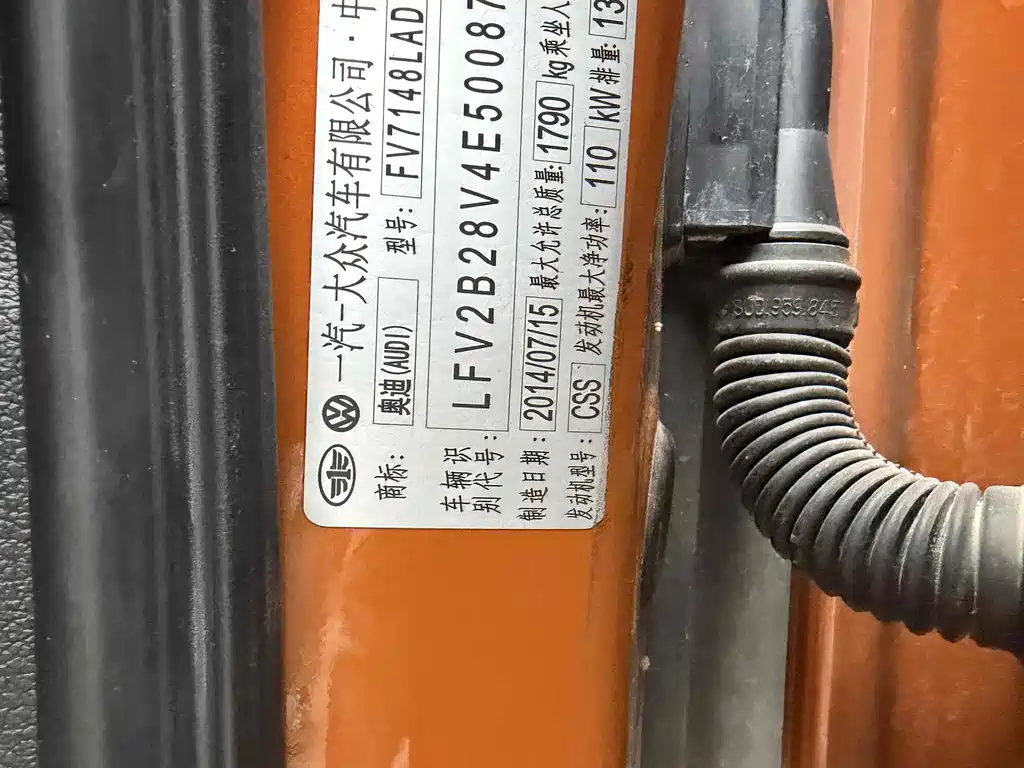 一汽-大众汽车有限公司·中
商标: 奥迪(AUDI) 型号: FV7148LAD
车辆识别代号: LFV2B28V4E50087
制造日期: 2014/07/15 最大允许总质量: 1790 kg 乘坐人
发动机型号: CSS 发动机最大净功率: 110 kW 排量: 13
8U0.959.845